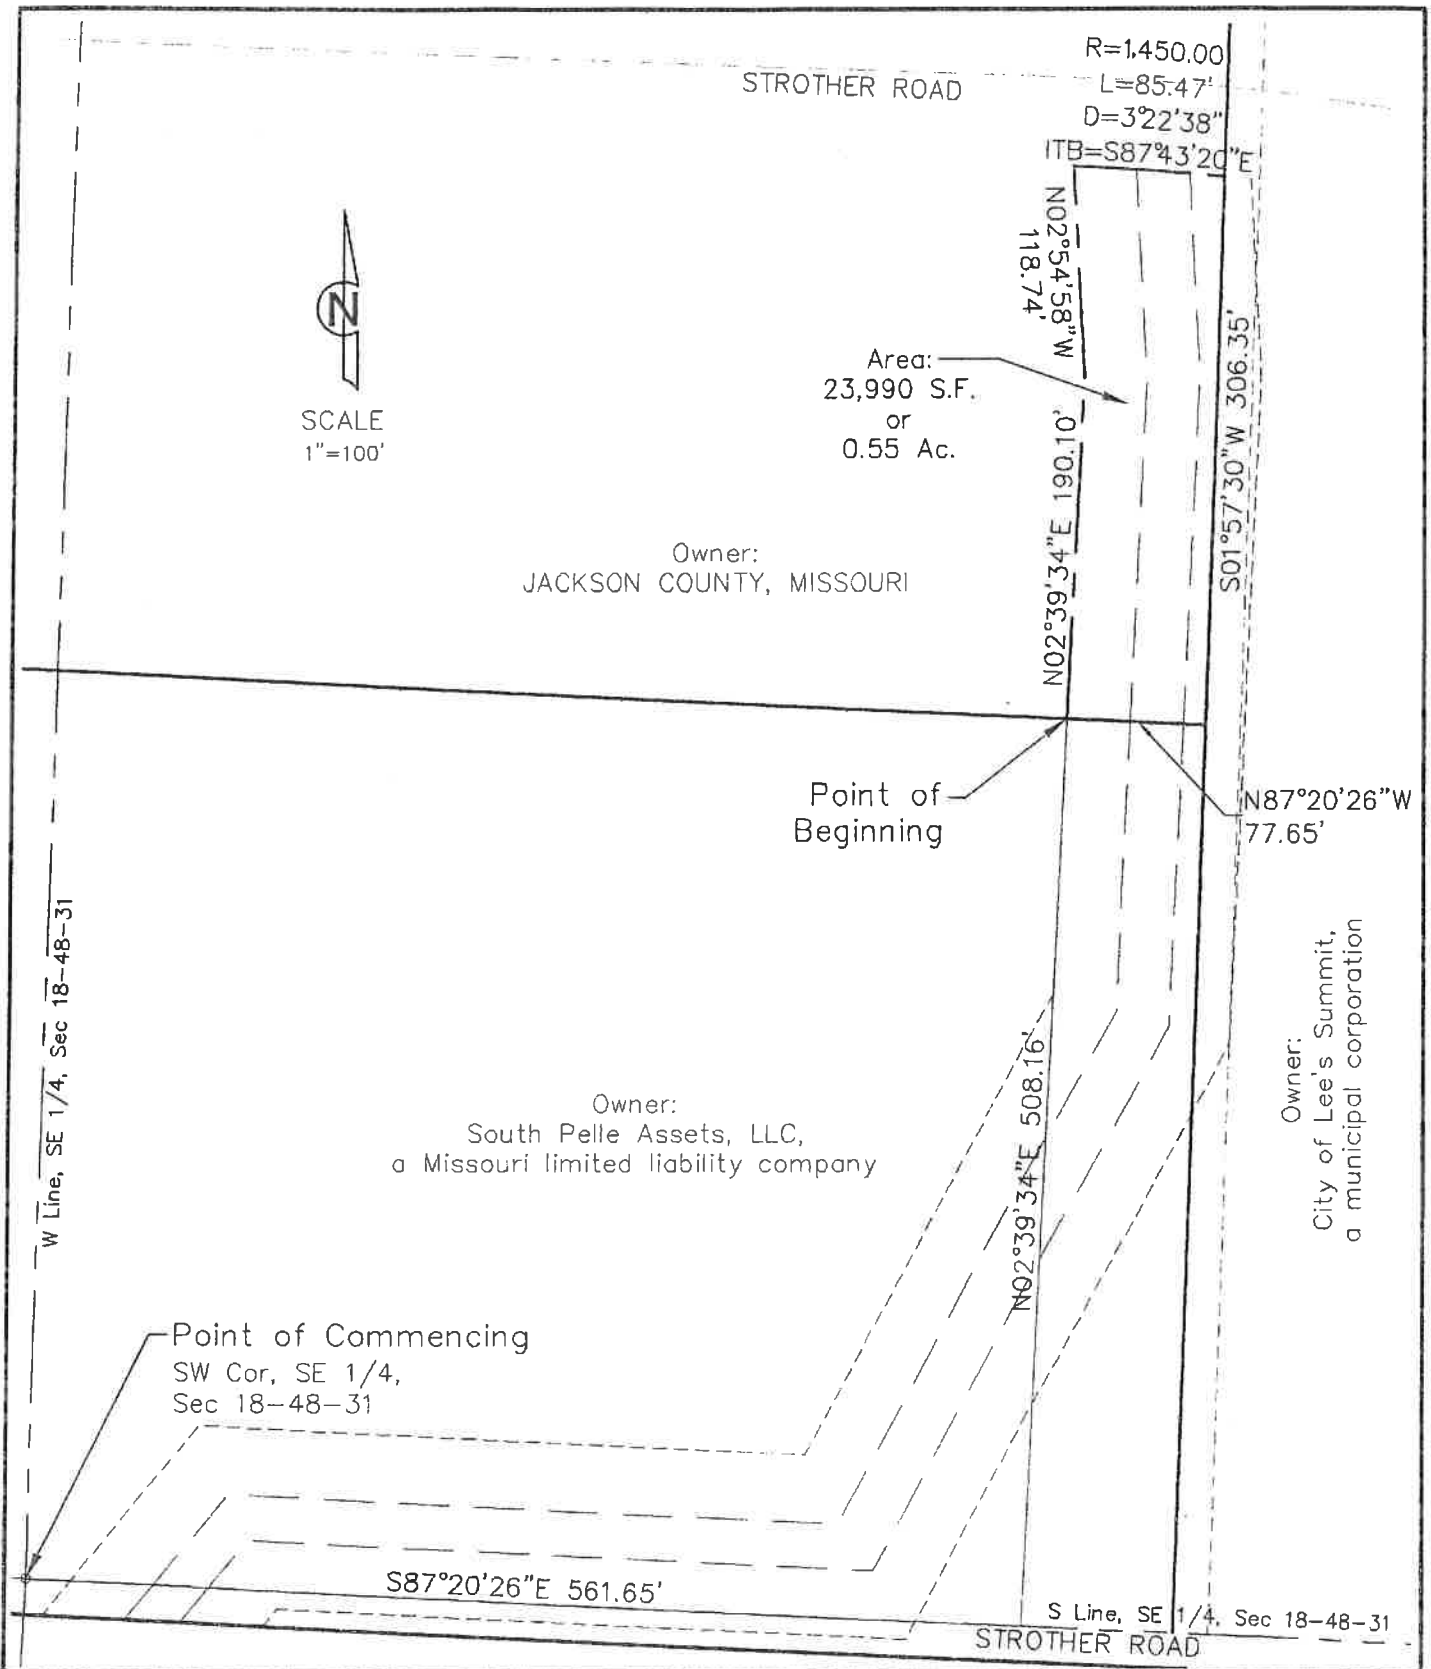 R=1,450.00
STROTHER ROAD
L=85.47'
D=3°22'38"
ITB=S87°43'20"E
N02°54'58"W
118.74'
N
SCALE
1"=100'
Area:
23,990 S.F.
or
0.55 Ac.
N02°39'34"E 190.10'
S01°57'30"W 306.35'
Owner:
JACKSON COUNTY, MISSOURI
Point of
Beginning
N87°20'26"W
77.65'
W Line, SE 1/4, Sec 18-48-31
Owner:
City of Lee's Summit,
a municipal corporation
Owner:
South Pelle Assets, LLC,
a Missouri limited liability company
N02°39'34"E 508.16'
Point of Commencing
SW Cor, SE 1/4,
Sec 18-48-31
S87°20'26"E 561.65'
S Line, SE 1/4, Sec 18-48-31
STROTHER ROAD